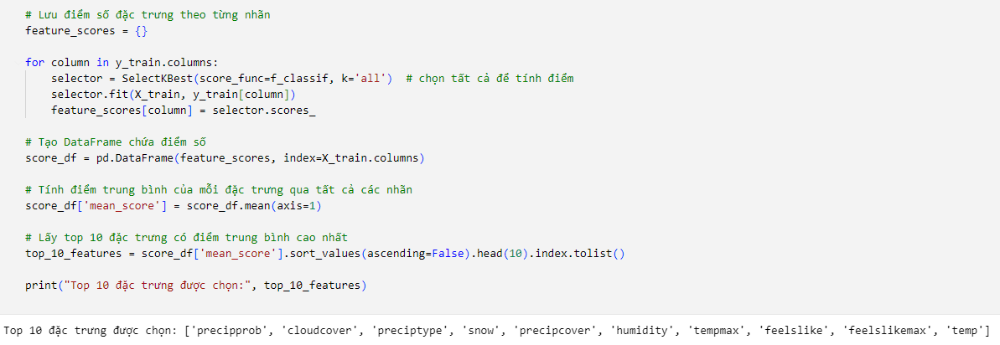 # Lưu điểm số đặc trưng theo từng nhãn
feature_scores = {}
for column in y_train.columns:
selector = SelectKBest(score_func=f_classif, k='all')  # chọn tất cả để tính điểm
selector.fit(X_train, y_train[column])
feature_scores[column] = selector.scores_
# Tạo DataFrame chứa điểm số
score_df = pd.DataFrame(feature_scores, index=X_train.columns)
# Tính điểm trung bình của mỗi đặc trưng qua tất cả các nhãn
score_df['mean_score'] = score_df.mean(axis=1)
# Lấy top 10 đặc trưng có điểm trung bình cao nhất
top_10_features = score_df['mean_score'].sort_values(ascending=False).head(10).index.tolist()
print("Top 10 đặc trưng được chọn:", top_10_features)
Top 10 đặc trưng được chọn: ['precipprob', 'cloudcover', 'preciptype', 'snow', 'precipcover', 'humidity', 'tempmax', 'feelslike', 'feelslikemax', 'temp']